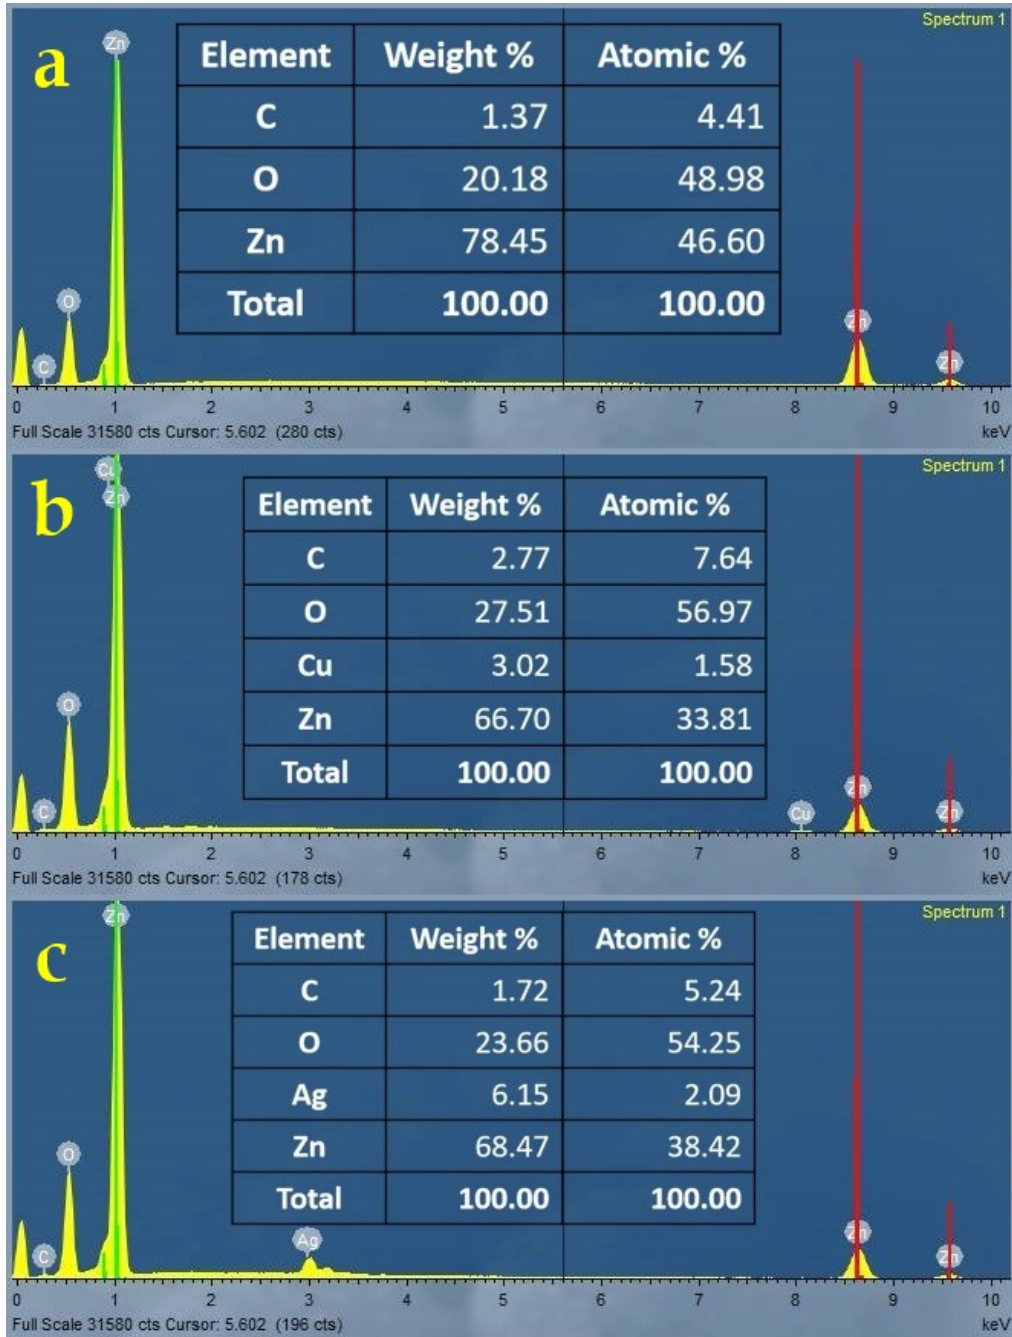 a
Spectrum 1
Zn
Element Weight % Atomic %
C 1.37 4.41
O 20.18 48.98
Zn 78.45 46.60
Total 100.00 100.00
O
C
Zn
Zn
0 1 2 3 4 5 6 7 8 9 10
Full Scale 31580 cts Cursor: 5.602 (280 cts) keV
b
Spectrum 1
Cu
Zn
Element Weight % Atomic %
C 2.77 7.64
O 27.51 56.97
Cu 3.02 1.58
Zn 66.70 33.81
Total 100.00 100.00
O
C
Cu
Zn
Zn
0 1 2 3 4 5 6 7 8 9 10
Full Scale 31580 cts Cursor: 5.602 (178 cts) keV
c
Spectrum 1
Zn
Element Weight % Atomic %
C 1.72 5.24
O 23.66 54.25
Ag 6.15 2.09
Zn 68.47 38.42
Total 100.00 100.00
O
C
Ag
Zn
Zn
0 1 2 3 4 5 6 7 8 9 10
Full Scale 31580 cts Cursor: 5.602 (196 cts) keV